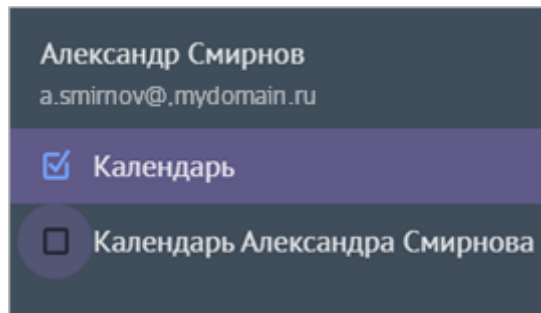 Александр Смирнов
a.smirnov@.mydomain.ru
Календарь
Календарь Александра Смирнова